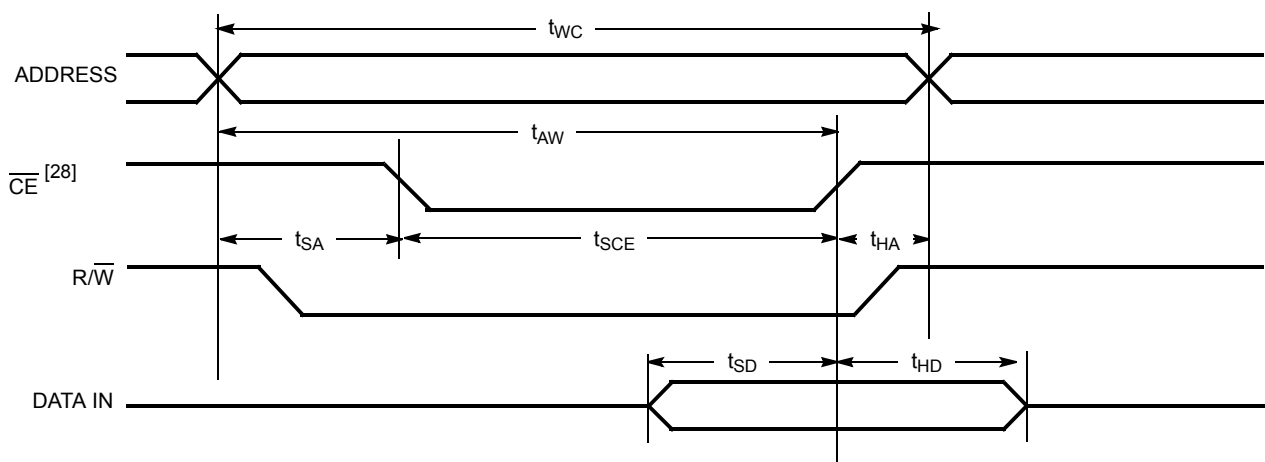 tWC
ADDRESS
tAW
CE [28]
tSA
tSCE
tHA
R/W
tSD
tHD
DATA IN